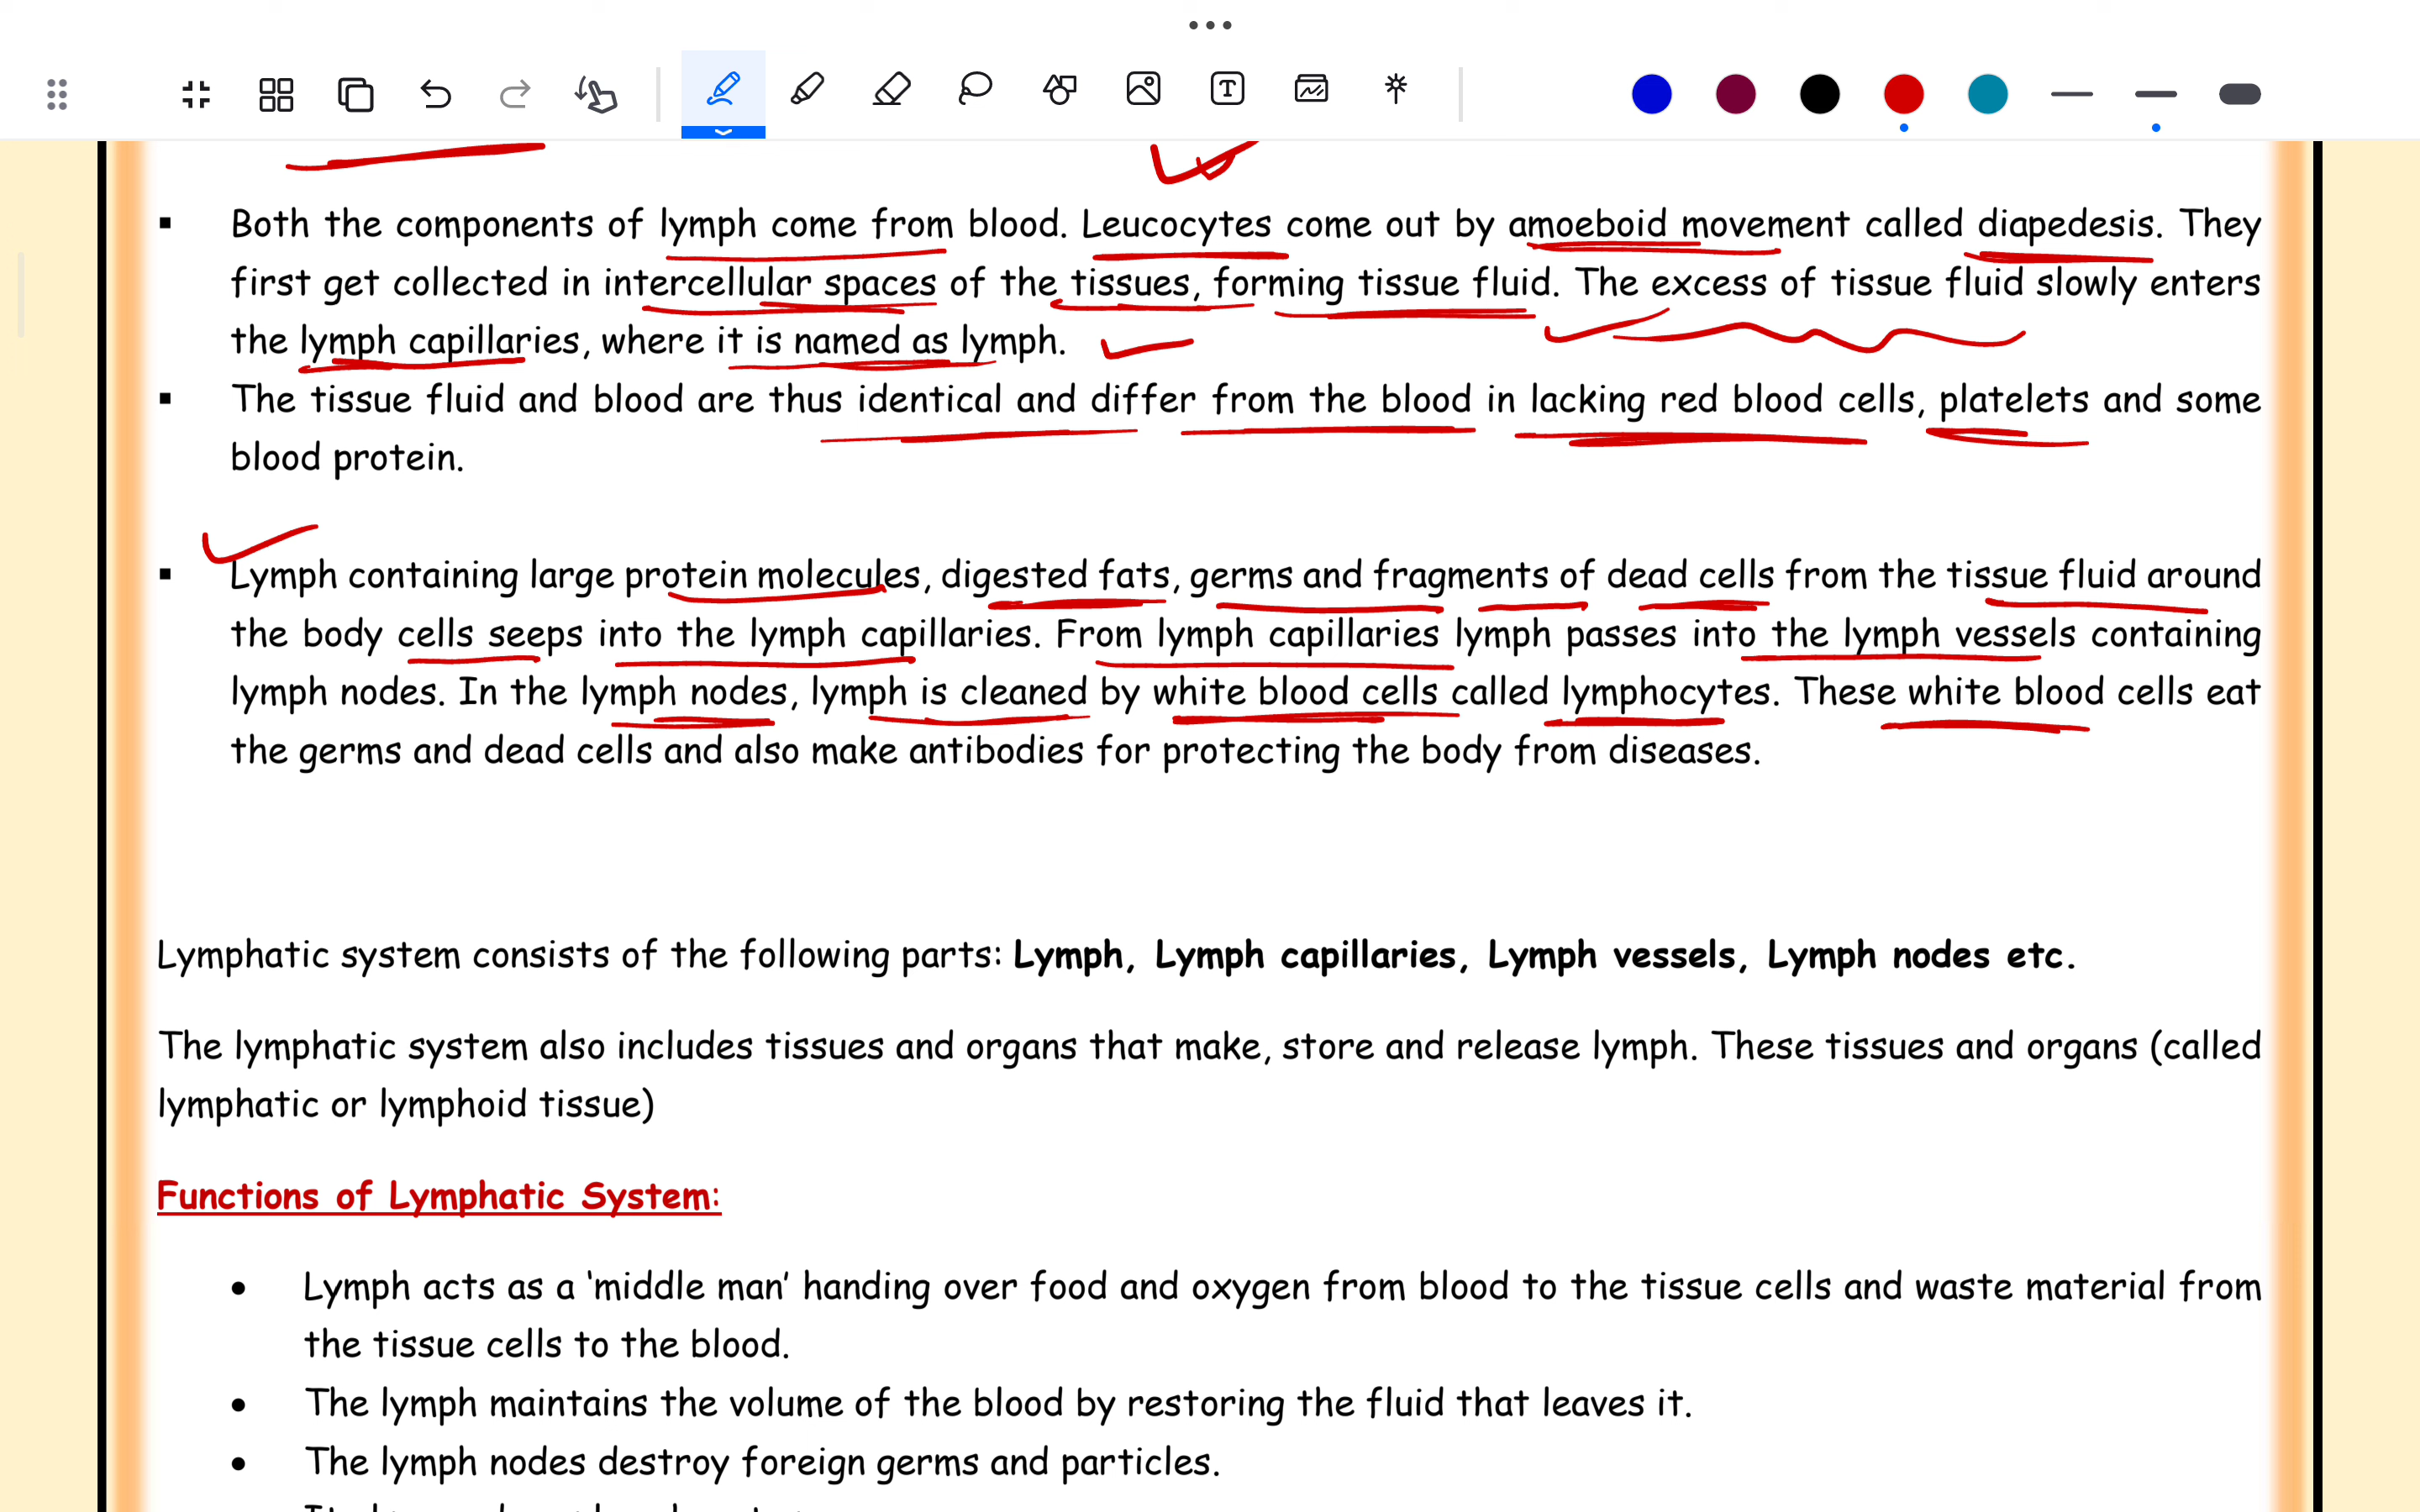 Both the components of lymph come from blood. Leucocytes come out by amoeboid movement called diapedesis. They
first get collected in intercellular spaces of the tissues, forming tissue fluid. The excess of tissue fluid slowly enters
the lymph capillaries, where it is named as lymph.
The tissue fluid and blood are thus identical and differ from the blood in lacking red blood cells, platelets and some
blood protein.
Lymph containing large protein molecules, digested fats, germs and fragments of dead cells from the tissue fluid around
the body cells seeps into the lymph capillaries. From lymph capillaries lymph passes into the lymph vessels containing
lymph nodes. In the lymph nodes, lymph is cleaned by white blood cells called lymphocytes. These white blood cells eat
the germs and dead cells and also make antibodies for protecting the body from diseases.
Lymphatic system consists of the following parts: Lymph, Lymph capillaries, Lymph vessels, Lymph nodes etc.
The lymphatic system also includes tissues and organs that make, store and release lymph. These tissues and organs (called
lymphatic or lymphoid tissue)
Functions of Lymphatic System:
Lymph acts as a 'middle man' handing over food and oxygen from blood to the tissue cells and waste material from
the tissue cells to the blood.
The lymph maintains the volume of the blood by restoring the fluid that leaves it.
The lymph nodes destroy foreign germs and particles.